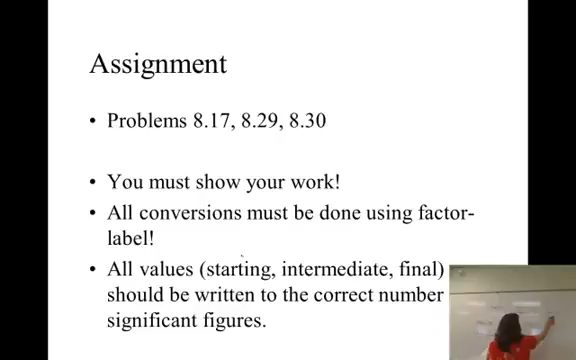 Assignment
• Problems 8.17, 8.29, 8.30
• You must show your work!
• All conversions must be done using factor-
label!
• All values (starting, intermediate, final)
should be written to the correct number
significant figures.